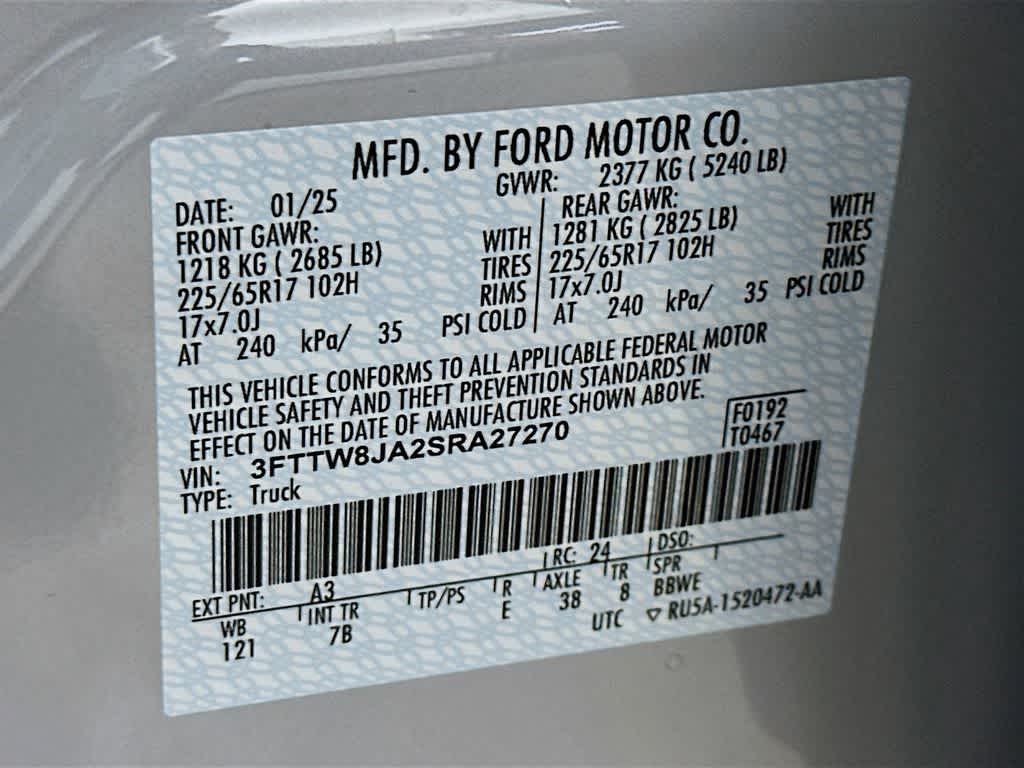 MFD. BY FORD MOTOR CO.
DATE: 01/25 GVWR: 2377 KG ( 5240 LB)
FRONT GAWR: REAR GAWR:
1218 KG ( 2685 LB) WITH 1281 KG ( 2825 LB) WITH
225/65R17 102H TIRES 225/65R17 102H TIRES
17x7.0J RIMS 17x7.0J RIMS
AT 240 kPa/ 35 PSI COLD AT 240 kPa/ 35 PSI COLD
THIS VEHICLE CONFORMS TO ALL APPLICABLE FEDERAL MOTOR
VEHICLE SAFETY AND THEFT PREVENTION STANDARDS IN
EFFECT ON THE DATE OF MANUFACTURE SHOWN ABOVE.
VIN: 3FTTW8JA2SRA27270 F0192
TYPE: Truck T0467
EXT PNT: A3 RC: 24 DSO:
WB INT TR TP/PS R AXLE TR SPR
121 7B E 38 8 BBWE
UTC ▽ RU5A-1520472-AA